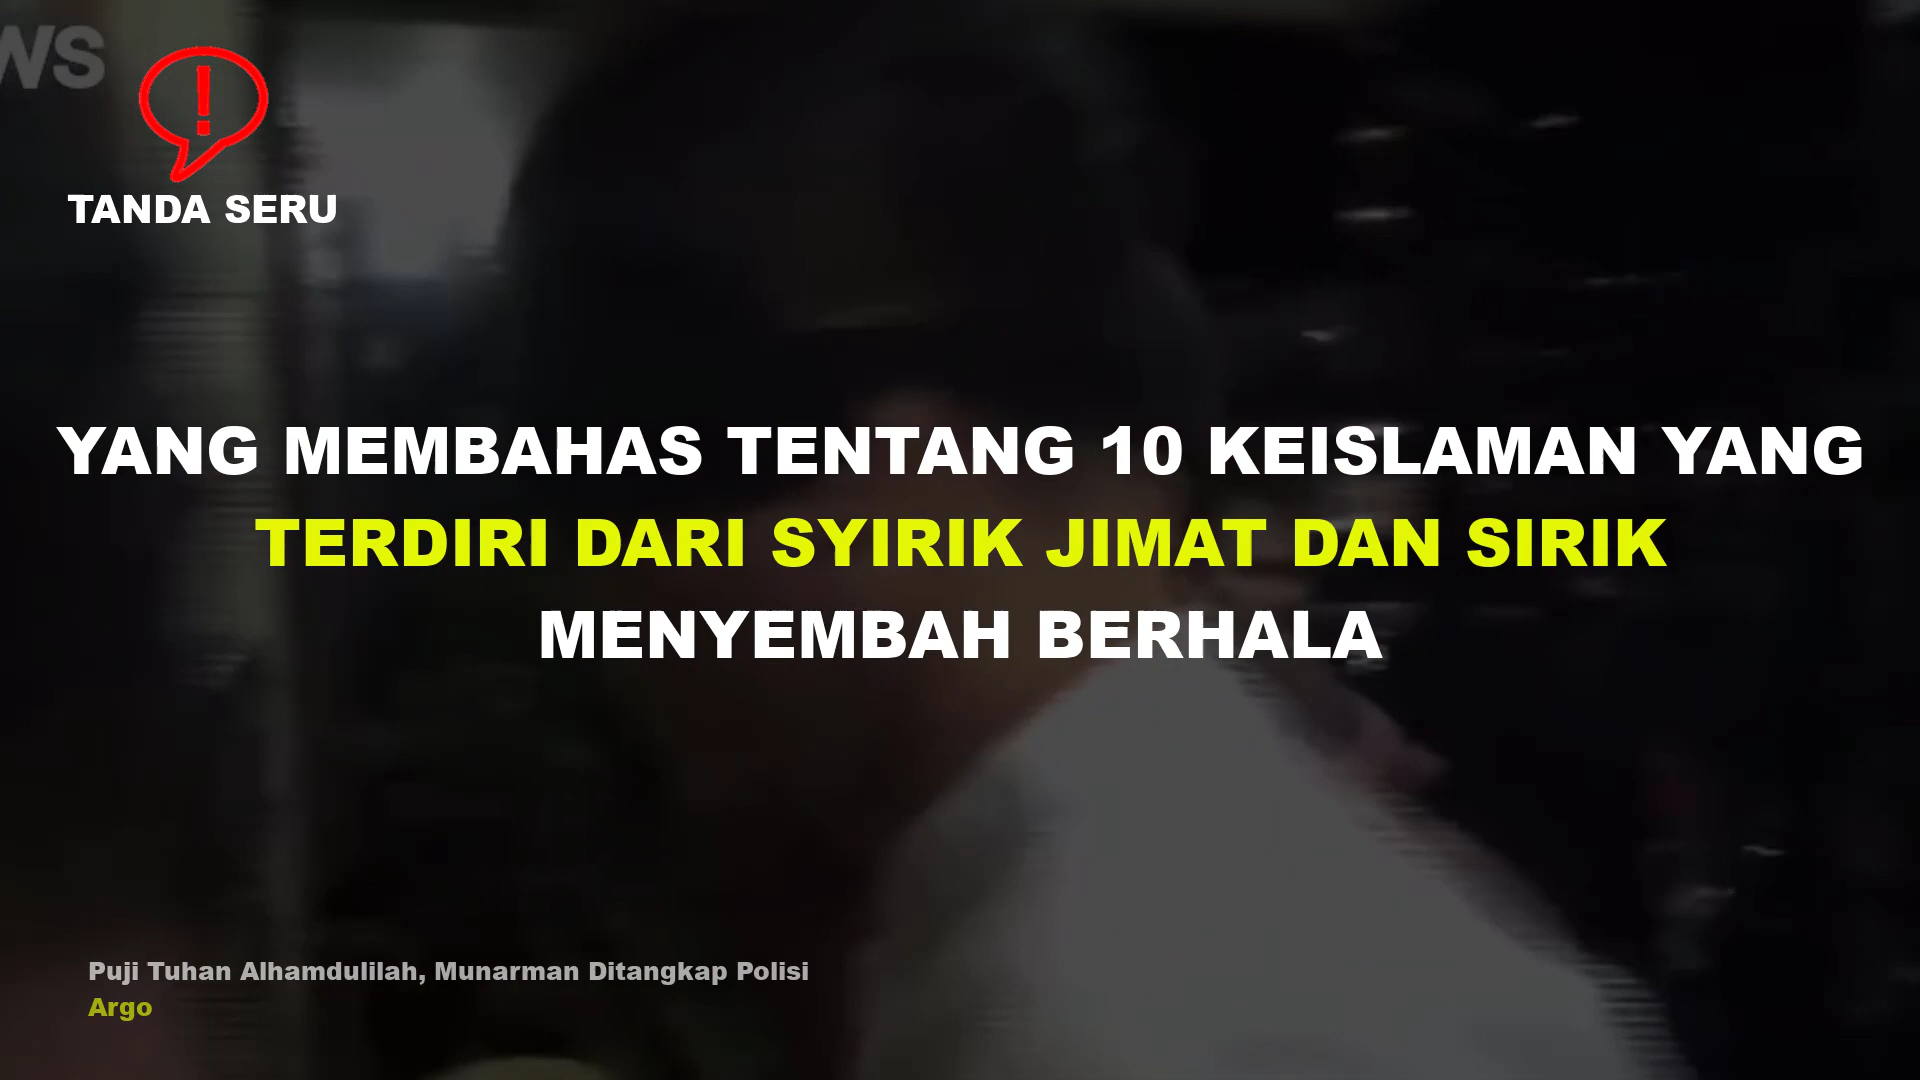 WS
!
TANDA SERU
YANG MEMBAHAS TENTANG 10 KEISLAMAN YANG
TERDIRI DARI SYIRIK JIMAT DAN SIRIK
MENYEMBAH BERHALA
Puji Tuhan Alhamdulilah, Munarman Ditangkap Polisi
Argo